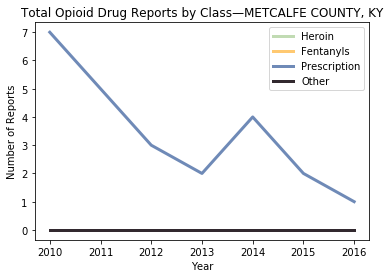 Total Opioid Drug Reports by Class—METCALFE COUNTY, KY
Heroin
Fentanyls
Prescription
Other
Number of Reports
7
6
5
4
3
2
1
0
2010 2011 2012 2013 2014 2015 2016
Year